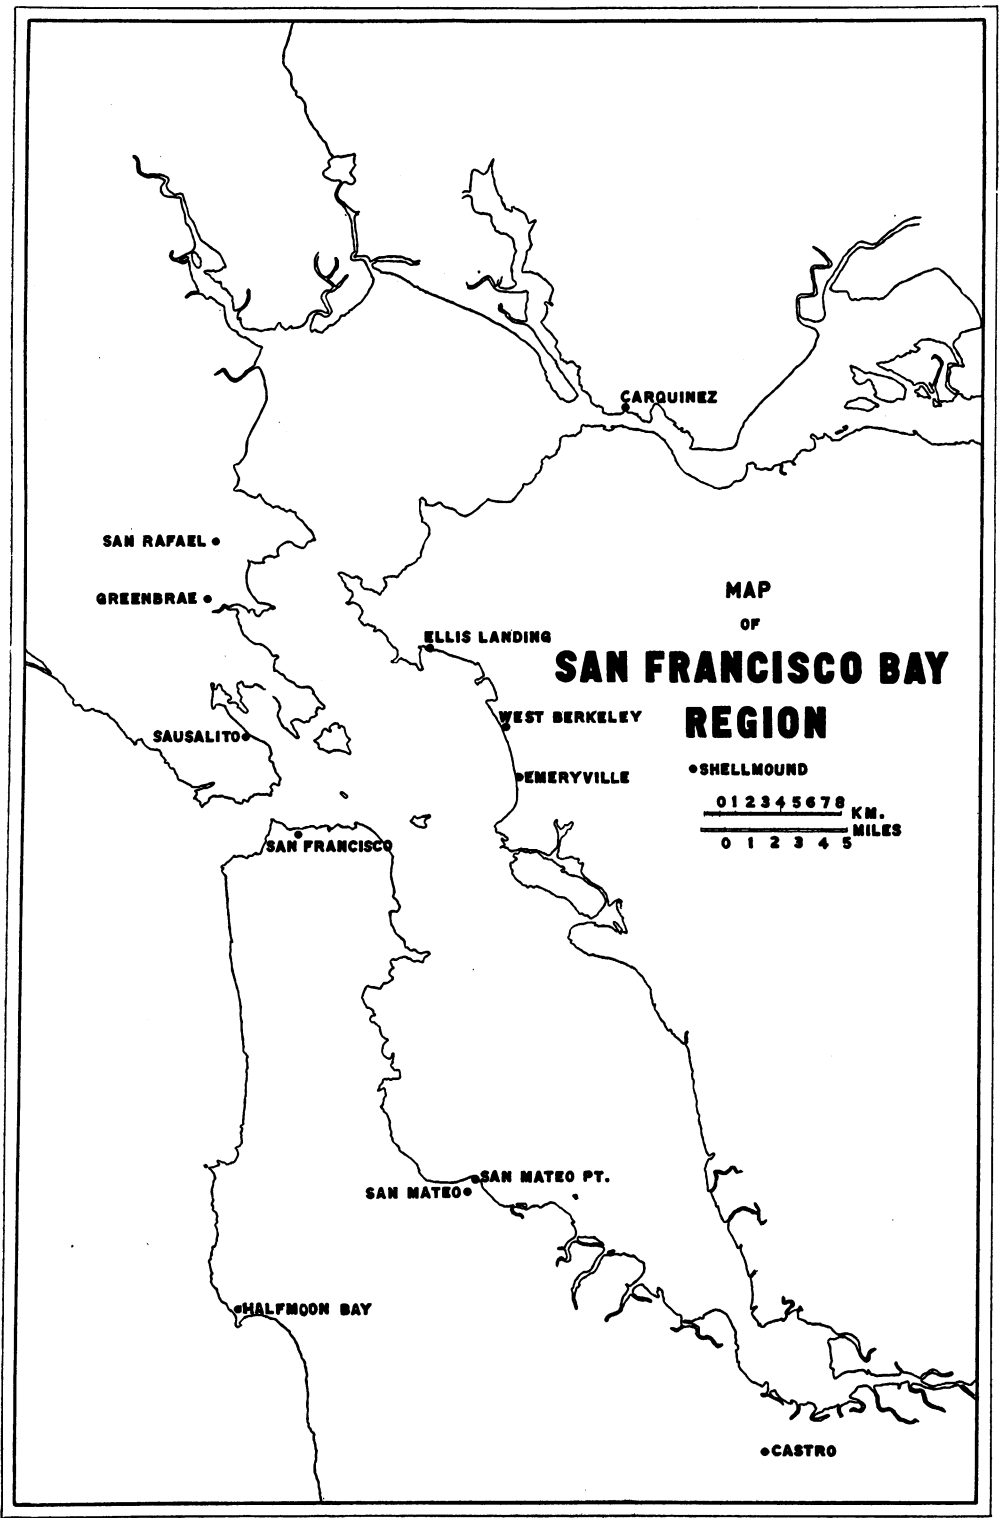 CARQUINEZ
SAN RAFAEL
GREENBRAE
MAP
OF
ELLIS LANDING
SAN FRANCISCO BAY
REGION
WEST BERKELEY
SAUSALITO
SHELLMOUND
EMERYVILLE
0 1 2 3 4 5 6 7 8
KM.
MILES
0 1 2 3 4 5
SAN FRANCISCO
SAN MATEO PT.
SAN MATEO
HALFMOON BAY
CASTRO